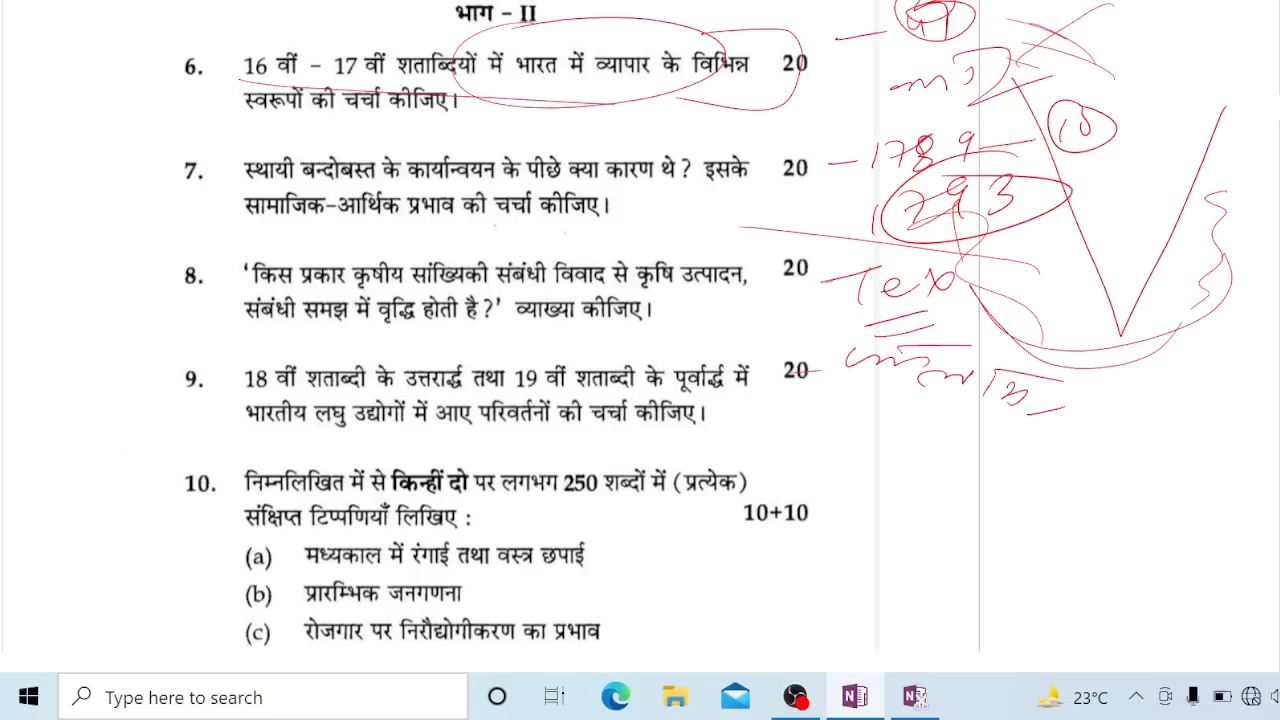 भाग – II
6. 16 वीं – 17 वीं शताब्दियों में भारत में व्यापार के विभिन्न 20
स्वरूपों की चर्चा कीजिए।
7. स्थायी बन्दोबस्त के कार्यान्वयन के पीछे क्या कारण थे ? इसके 20
सामाजिक-आर्थिक प्रभाव की चर्चा कीजिए।
8. 'किस प्रकार कृषीय सांख्यिकी संबंधी विवाद से कृषि उत्पादन, 20
संबंधी समझ में वृद्धि होती है?' व्याख्या कीजिए।
9. 18 वीं शताब्दी के उत्तरार्द्ध तथा 19 वीं शताब्दी के पूर्वार्द्ध में 20
भारतीय लघु उद्योगों में आए परिवर्तनों की चर्चा कीजिए।
10. निम्नलिखित में से किन्हीं दो पर लगभग 250 शब्दों में (प्रत्येक)
संक्षिप्त टिप्पणियाँ लिखिए : 10+10
(a) मध्यकाल में रंगाई तथा वस्त्र छपाई
(b) प्रारम्भिक जनगणना
(c) रोजगार पर निरौद्योगीकरण का प्रभाव
10
1789
1793
Tex
Type here to search
23°C